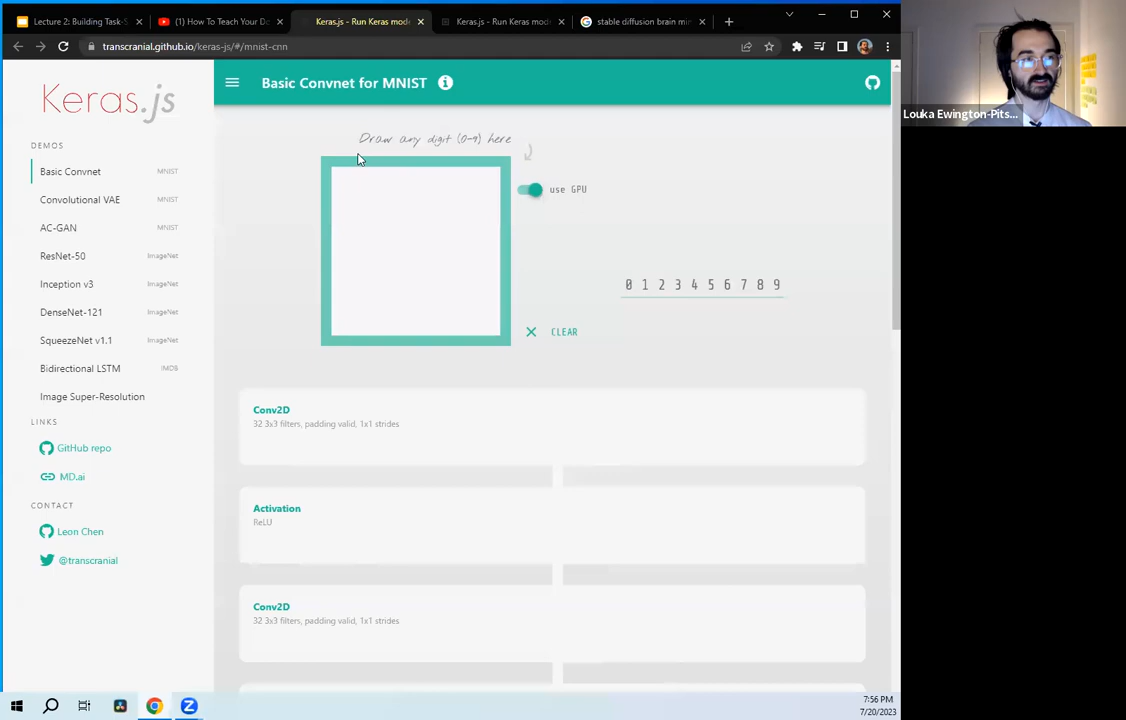 Lecture 2: Building Task-S
(1) How To Teach Your Do
Keras.js - Run Keras mode
Keras.js - Run Keras mod
stable diffusion brain mi
transcranial.github.io/keras-js/#/mnist-cnn
Keras.js
Basic Convnet for MNIST
Louka Ewington-Pits...
DEMOS
Basic Convnet MNIST
Convolutional VAE MNIST
AC-GAN MNIST
ResNet-50 ImageNet
Inception v3 ImageNet
DenseNet-121 ImageNet
SqueezeNet v1.1 ImageNet
Bidirectional LSTM IMDB
Image Super-Resolution
LINKS
GitHub repo
MD.ai
CONTACT
Leon Chen
@transcranial
Draw any digit (0-9) here
use GPU
0 1 2 3 4 5 6 7 8 9
CLEAR
Conv2D
32 3x3 filters, padding valid, 1x1 strides
Activation
ReLU
Conv2D
32 3x3 filters, padding valid, 1x1 strides
7:56 PM
7/20/2023